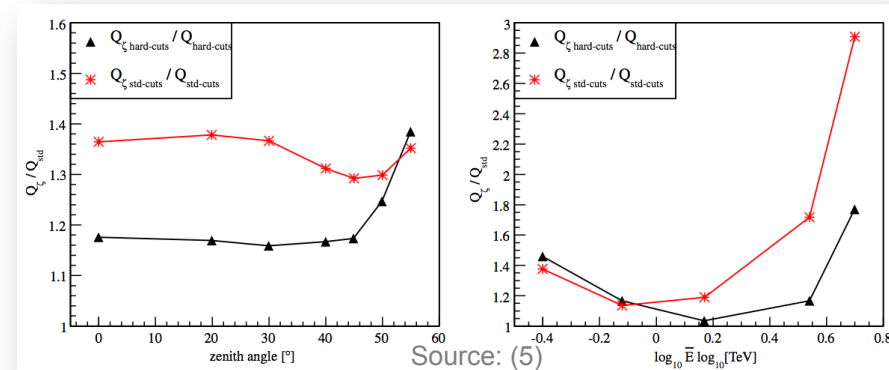 1.6
1.5
1.4
1.3
1.2
1.1
1
Q_ζ / Q_std
Q_ζ hard-cuts / Q_hard-cuts
Q_ζ std-cuts / Q_std-cuts
0 10 20 30 40 50 60
zenith angle [°]
3
2.8
2.6
2.4
2.2
2
1.8
1.6
1.4
1.2
1
Q_ζ / Q_std
Q_ζ hard-cuts / Q_hard-cuts
Q_ζ std-cuts / Q_std-cuts
-0.4 -0.2 0 0.2 0.4 0.6 0.8
log₁₀ E̅ log₁₀[TeV]
Source: (5)